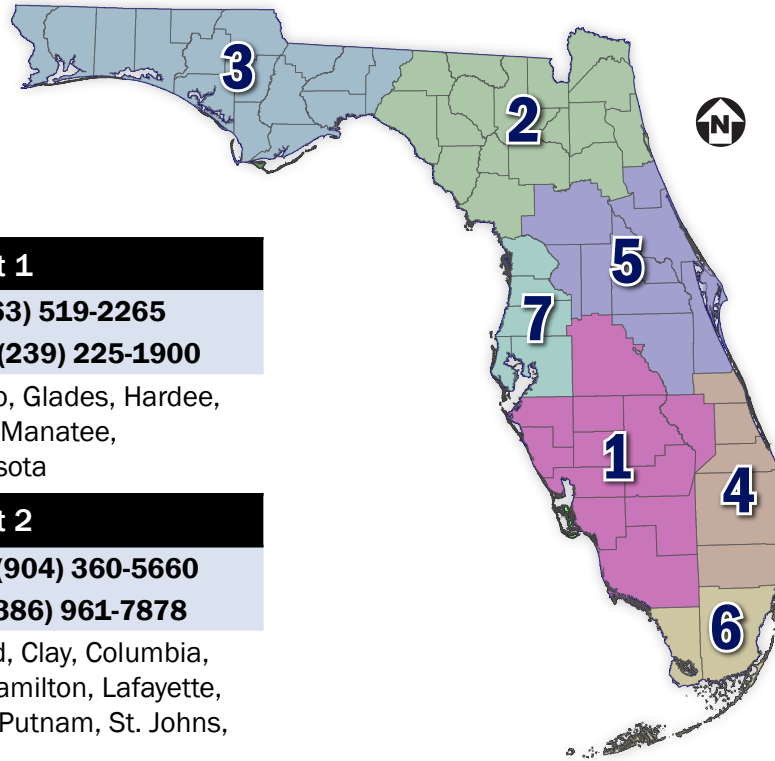 3
2
N
5
7
1
4
6
t 1
63) 519-2265
(239) 225-1900
o, Glades, Hardee,
Manatee,
sota
t 2
(904) 360-5660
886) 961-7878
d, Clay, Columbia,
amilton, Lafayette,
Putnam, St. Johns,